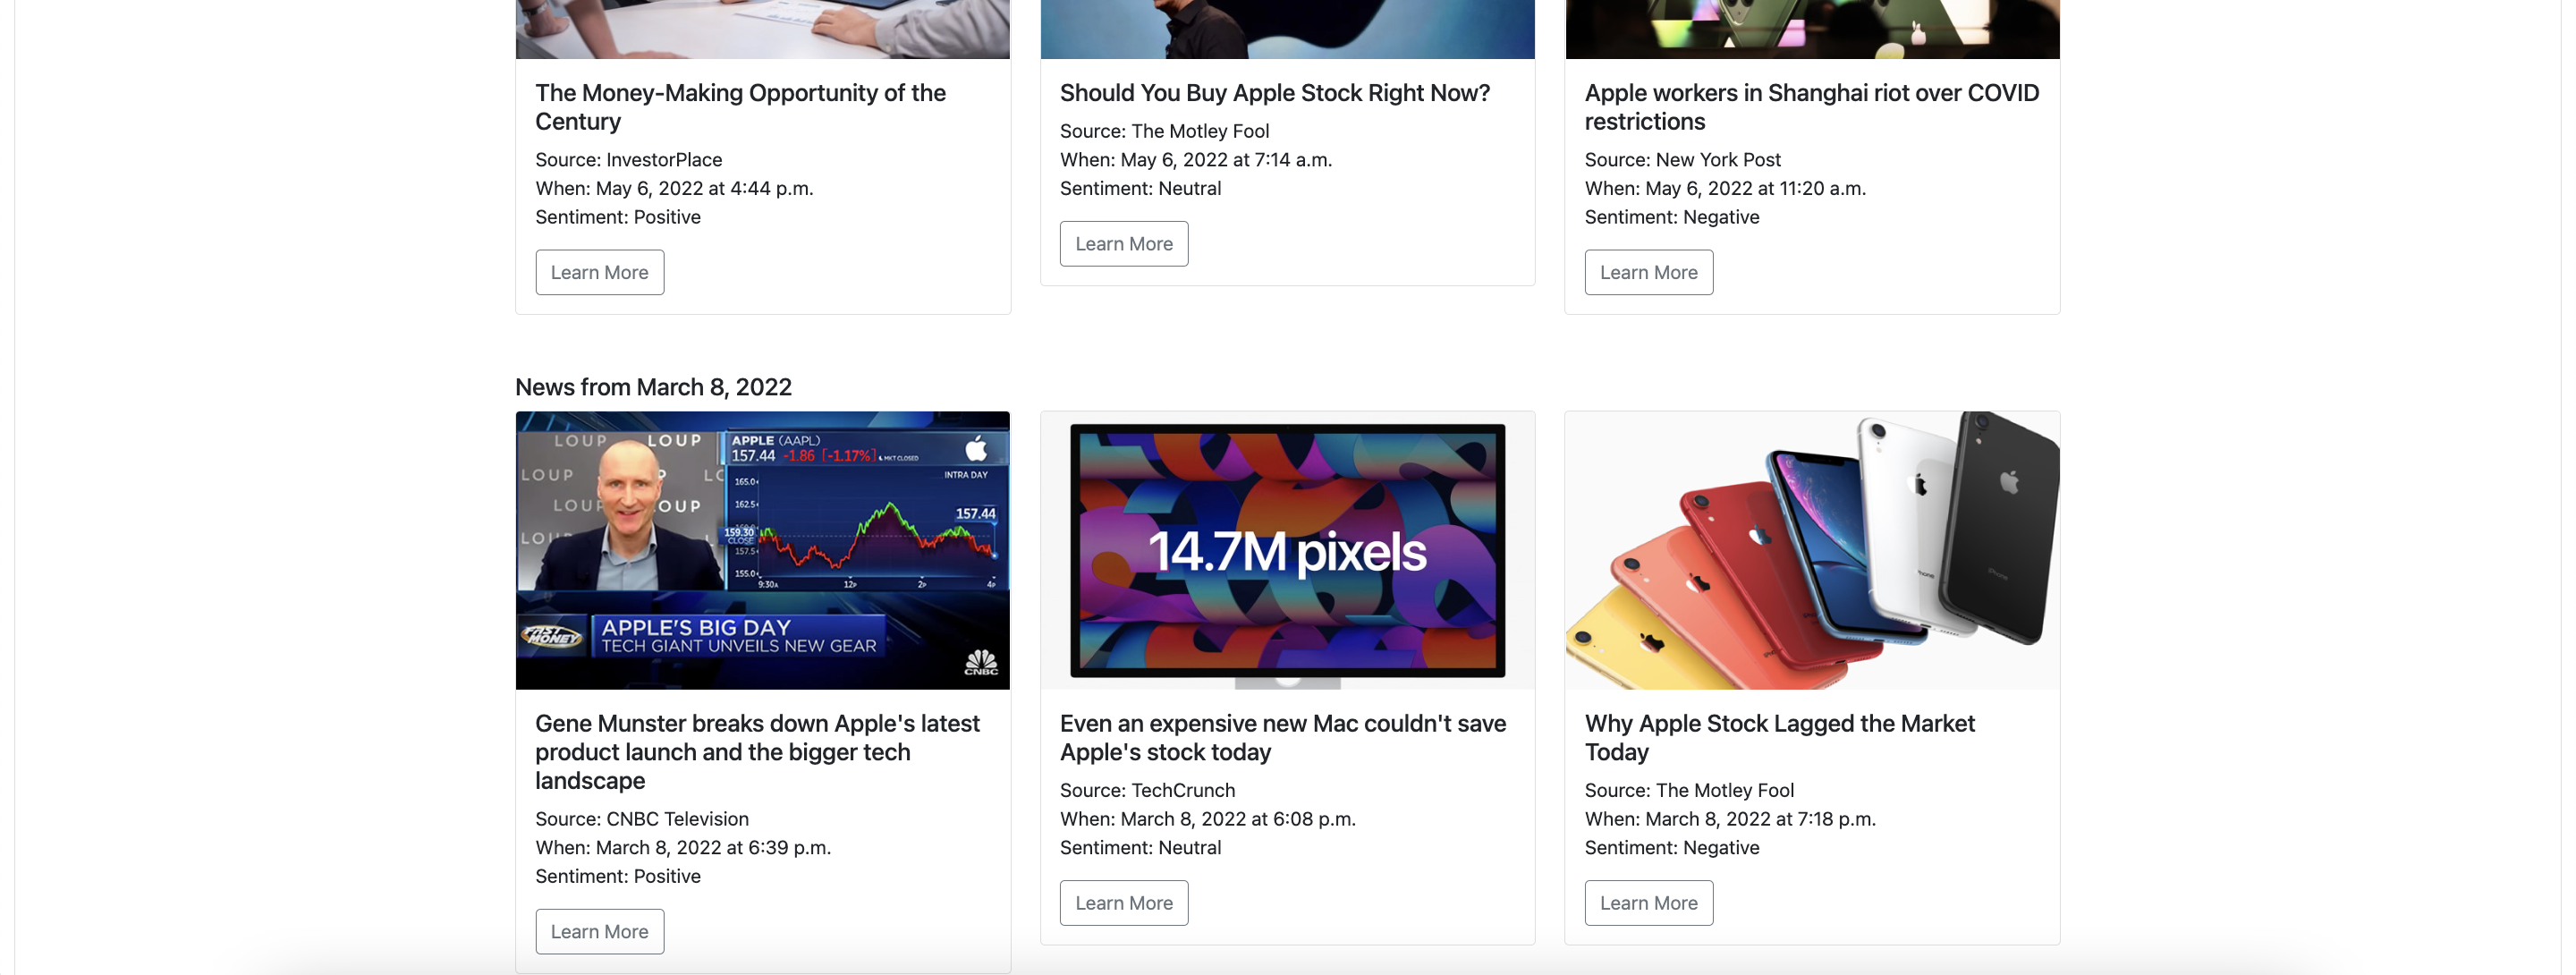 The Money-Making Opportunity of the
Century
Source: InvestorPlace
When: May 6, 2022 at 4:44 p.m.
Sentiment: Positive
Learn More
Should You Buy Apple Stock Right Now?
Source: The Motley Fool
When: May 6, 2022 at 7:14 a.m.
Sentiment: Neutral
Learn More
Apple workers in Shanghai riot over COVID
restrictions
Source: New York Post
When: May 6, 2022 at 11:20 a.m.
Sentiment: Negative
Learn More
News from March 8, 2022
LOUP LOUP
LOUP
LOUP LOUP
APPLE (AAPL)
157.44 -1.86 [-1.17%] MKT CLOSED
INTRA DAY
165.0
162.5
157.44
159.30
CLOSE
157.5
155.0
9:30A 12P 2P 4P
FAST MONEY
APPLE'S BIG DAY
TECH GIANT UNVEILS NEW GEAR
CNBC
Gene Munster breaks down Apple's latest
product launch and the bigger tech
landscape
Source: CNBC Television
When: March 8, 2022 at 6:39 p.m.
Sentiment: Positive
Learn More
14.7M pixels
Even an expensive new Mac couldn't save
Apple's stock today
Source: TechCrunch
When: March 8, 2022 at 6:08 p.m.
Sentiment: Neutral
Learn More
iPhone
Why Apple Stock Lagged the Market
Today
Source: The Motley Fool
When: March 8, 2022 at 7:18 p.m.
Sentiment: Negative
Learn More